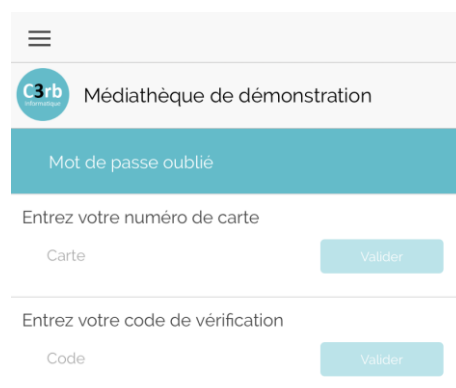 C3rb
Informatique
Médiathèque de démonstration
Mot de passe oublié
Entrez votre numéro de carte
Carte
Valider
Entrez votre code de vérification
Code
Valider